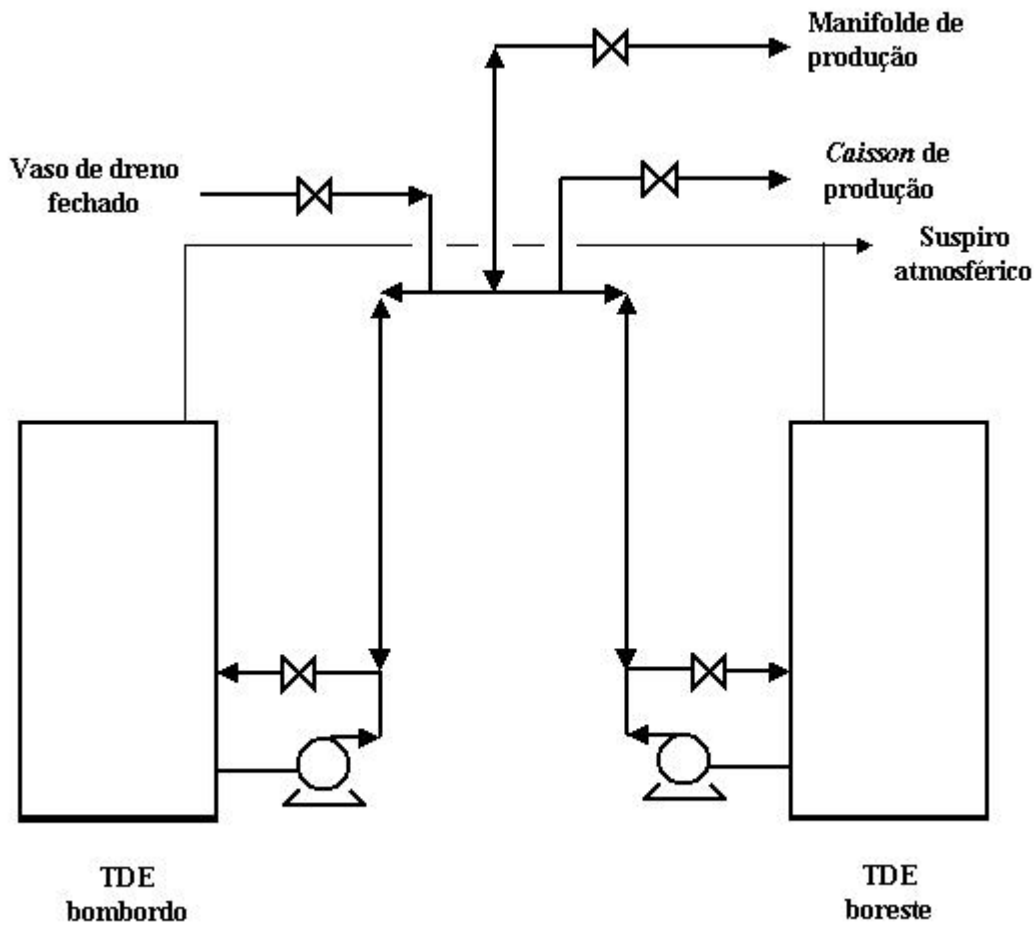 Manifolde de
produção
Vaso de dreno
fechado
Caisson de
produção
Suspiro
atmosférico
TDE
bombordo
TDE
boreste